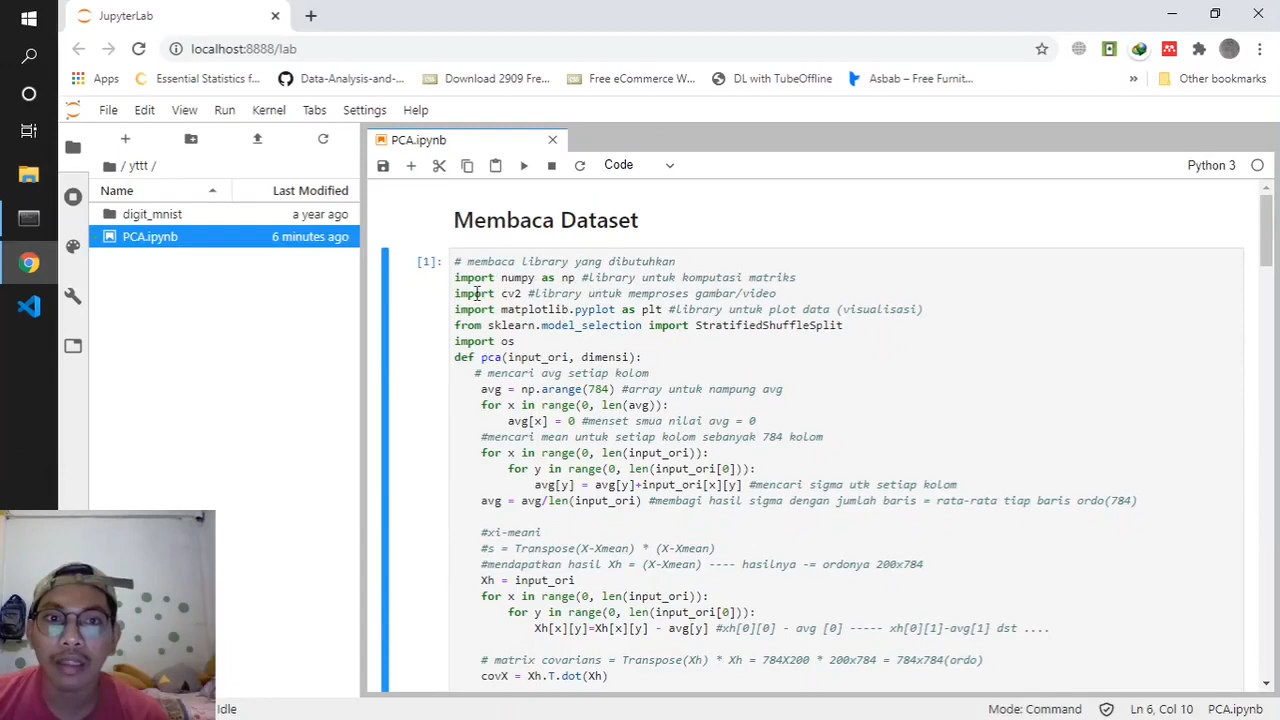 JupyterLab
localhost:8888/lab
Apps
Essential Statistics f...
Data-Analysis-and-...
Download 2909 Fre...
Free eCommerce W...
DL with TubeOffline
Asbab – Free Furnit...
»
Other bookmarks
File Edit View Run Kernel Tabs Settings Help
/ yttt /
Name Last Modified
digit_mnist a year ago
PCA.ipynb 6 minutes ago
PCA.ipynb
Code
Python 3
Membaca Dataset
[1]:
# membaca library yang dibutuhkan
import numpy as np #library untuk komputasi matriks
import cv2 #library untuk memproses gambar/video
import matplotlib.pyplot as plt #library untuk plot data (visualisasi)
from sklearn.model_selection import StratifiedShuffleSplit
import os
def pca(input_ori, dimensi):
# mencari avg setiap kolom
avg = np.arange(784) #array untuk nampung avg
for x in range(0, len(avg)):
avg[x] = 0 #menset smua nilai avg = 0
#mencari mean untuk setiap kolom sebanyak 784 kolom
for x in range(0, len(input_ori)):
for y in range(0, len(input_ori[0])):
avg[y] = avg[y]+input_ori[x][y] #mencari sigma utk setiap kolom
avg = avg/len(input_ori) #membagi hasil sigma dengan jumlah baris = rata-rata tiap baris ordo(784)
#xi-meani
#s = Transpose(X-Xmean) * (X-Xmean)
#mendapatkan hasil Xh = (X-Xmean) ---- hasilnya -= ordonya 200x784
Xh = input_ori
for x in range(0, len(input_ori)):
for y in range(0, len(input_ori[0])):
Xh[x][y]=Xh[x][y] - avg[y] #xh[0][0] - avg [0] ----- xh[0][1]-avg[1] dst ....
# matrix covarians = Transpose(Xh) * Xh = 784X200 * 200x784 = 784x784(ordo)
covX = Xh.T.dot(Xh)
Idle
Mode: Command
Ln 6, Col 10
PCA.ipynb